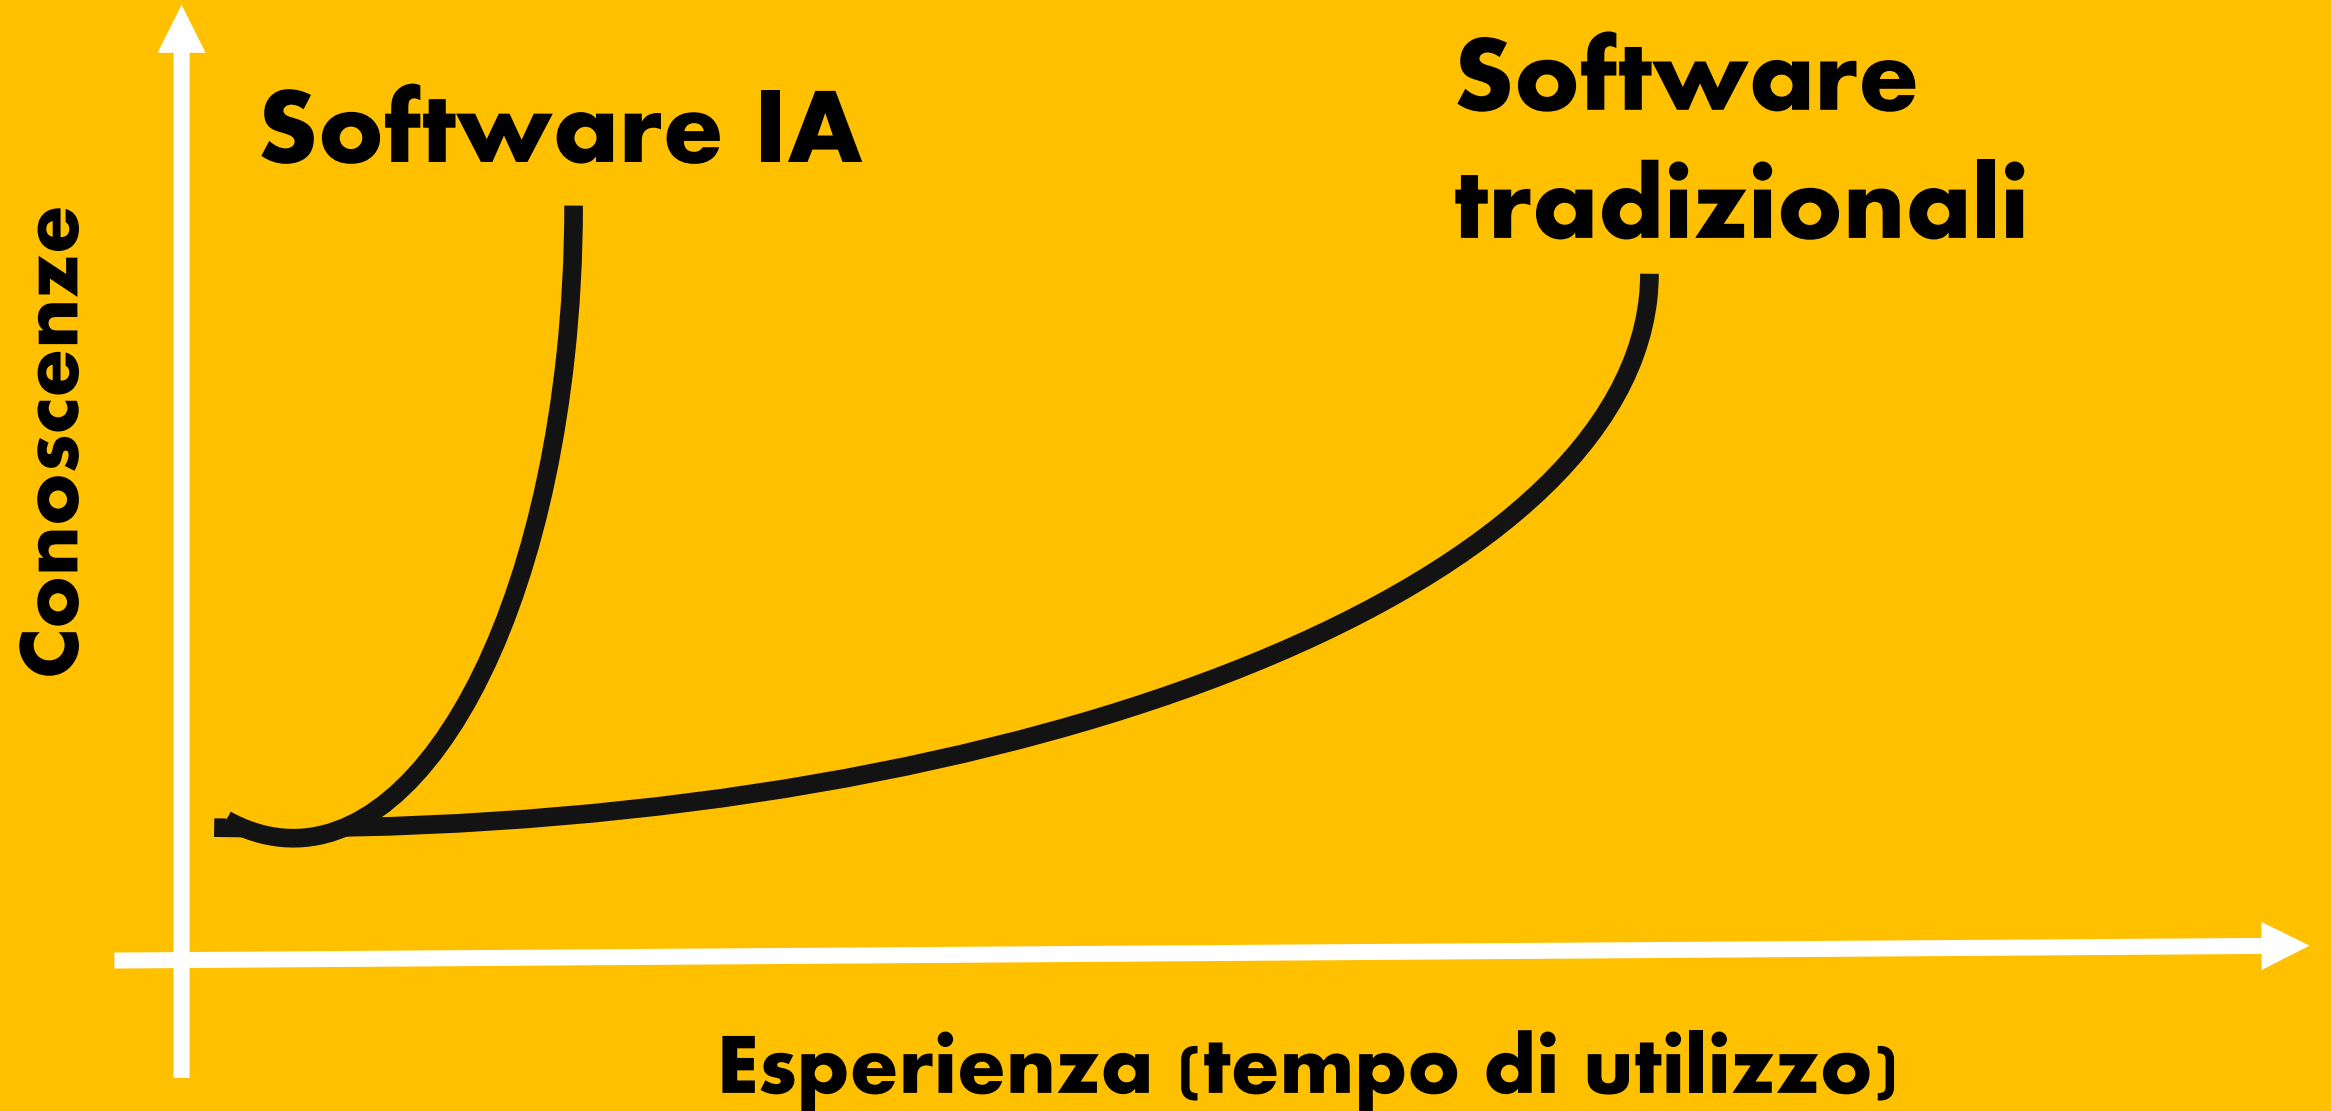 Software IA
Software
tradizionali
Conoscenze
Esperienza (tempo di utilizzo)